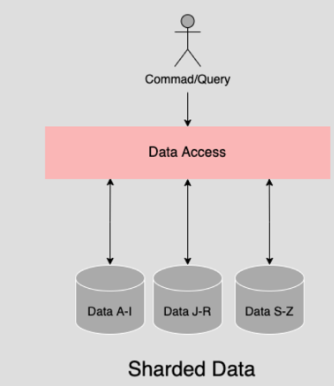 Commad/Query
Data Access
Data A-I
Data J-R
Data S-Z
Sharded Data